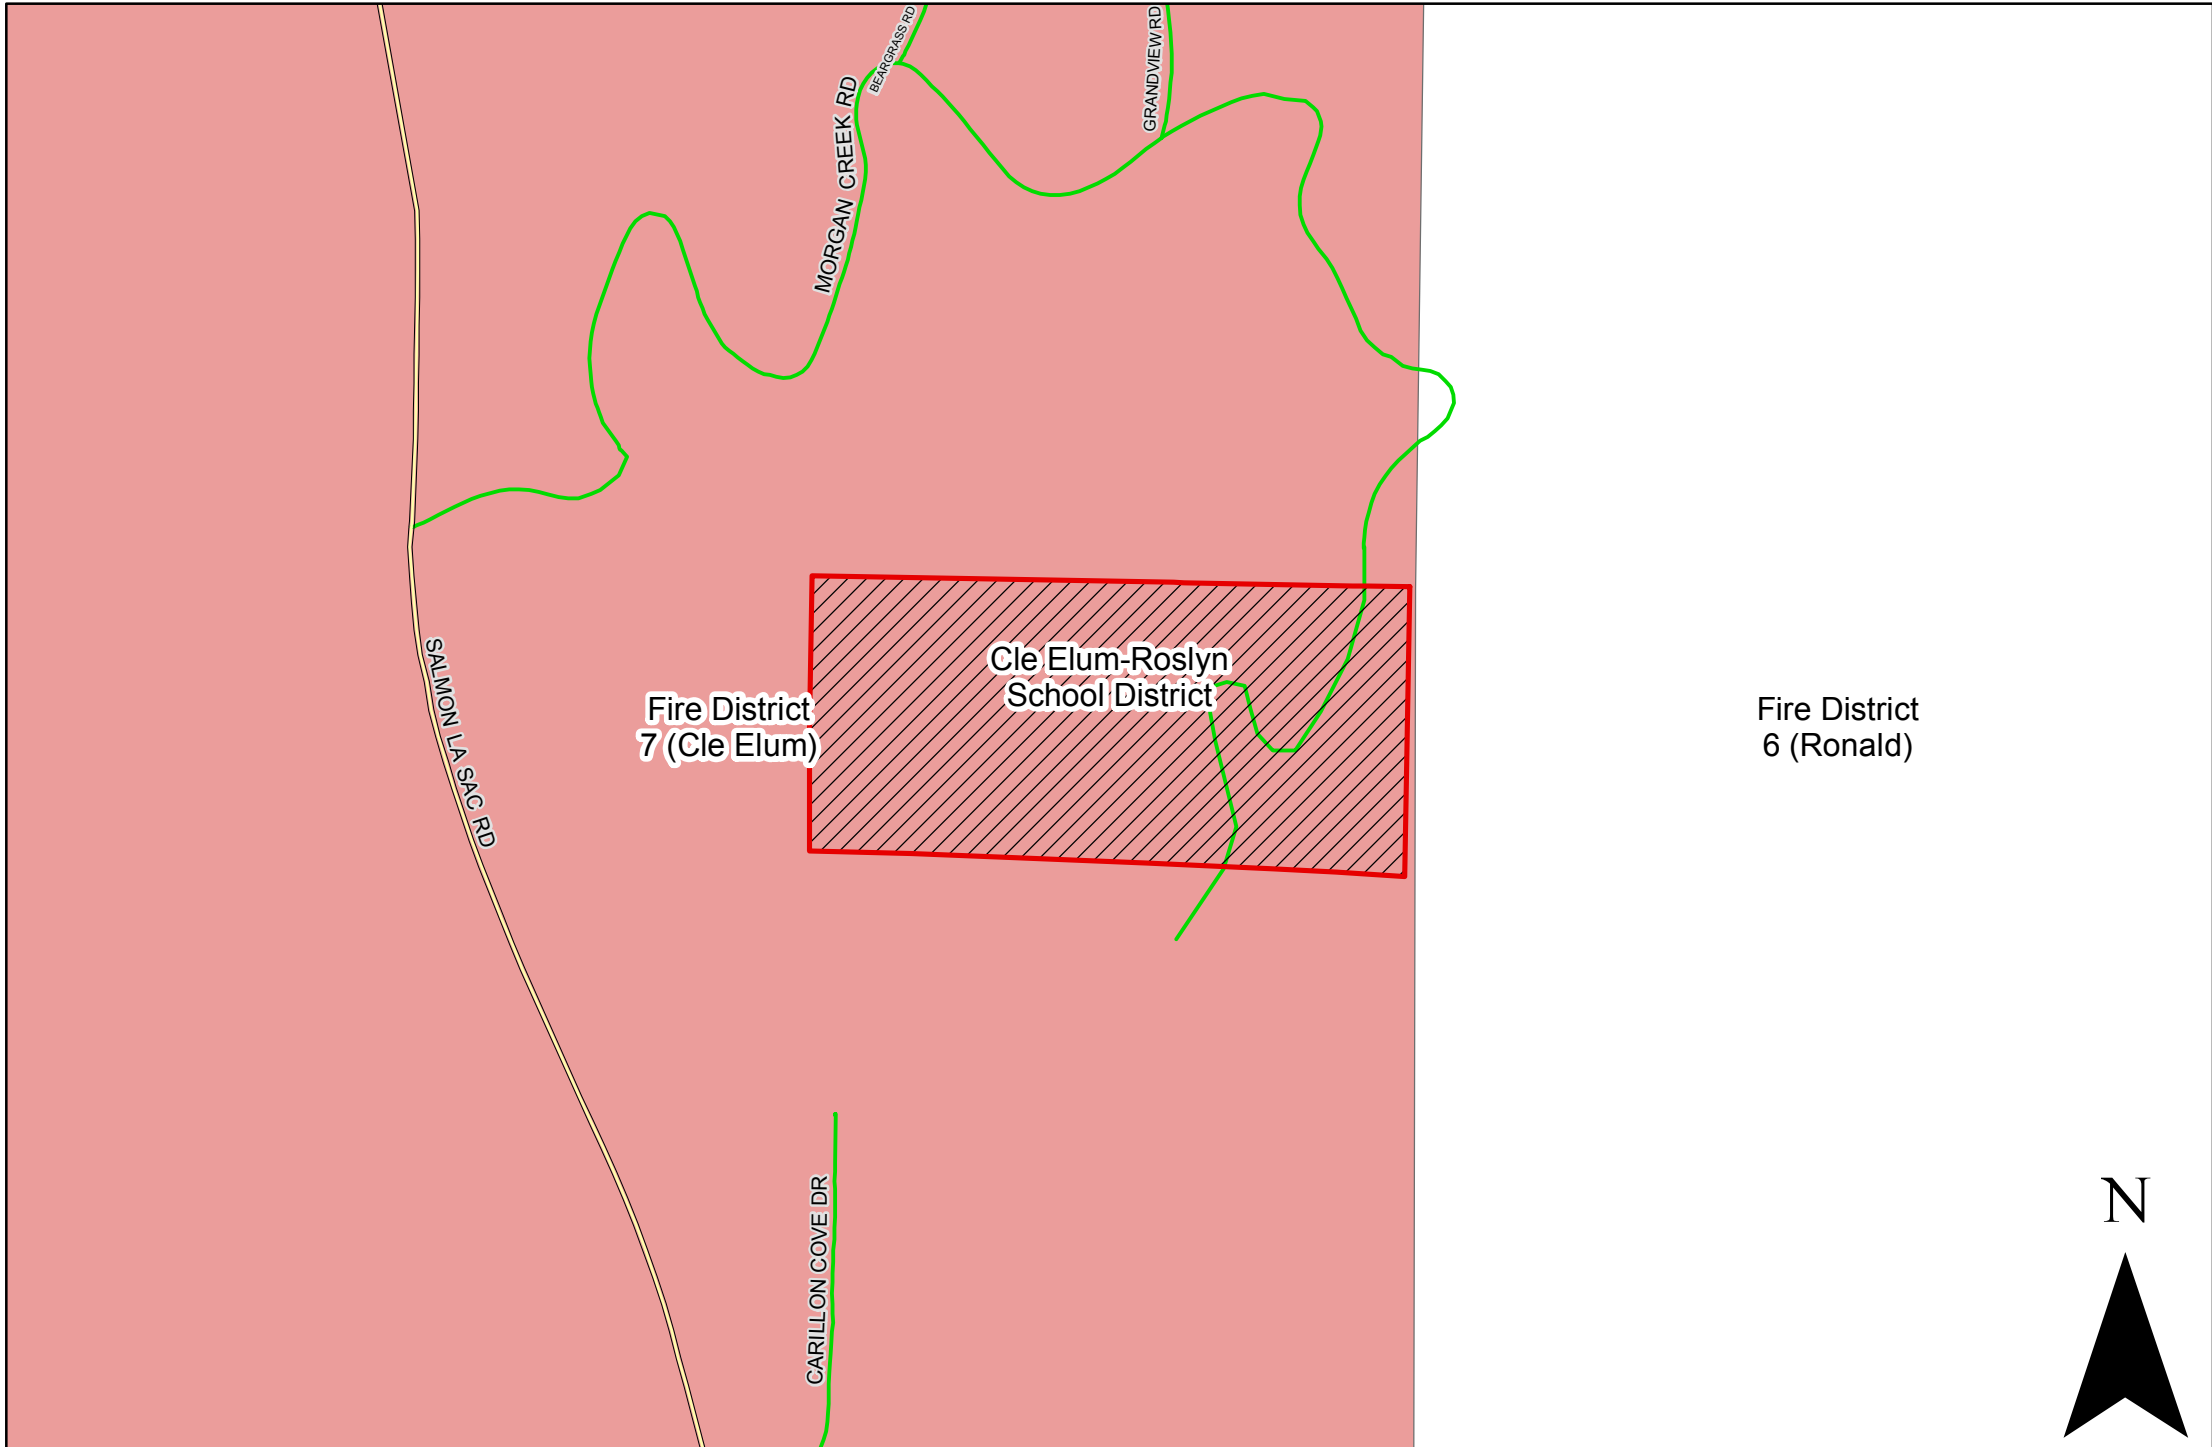 BEARGRASS RD
GRANDVIEW RD
MORGAN CREEK RD
SALMON LA SAC RD
Cle Elum-Roslyn
School District
Fire District
7 (Cle Elum)
Fire District
6 (Ronald)
CARILLON COVE DR
N